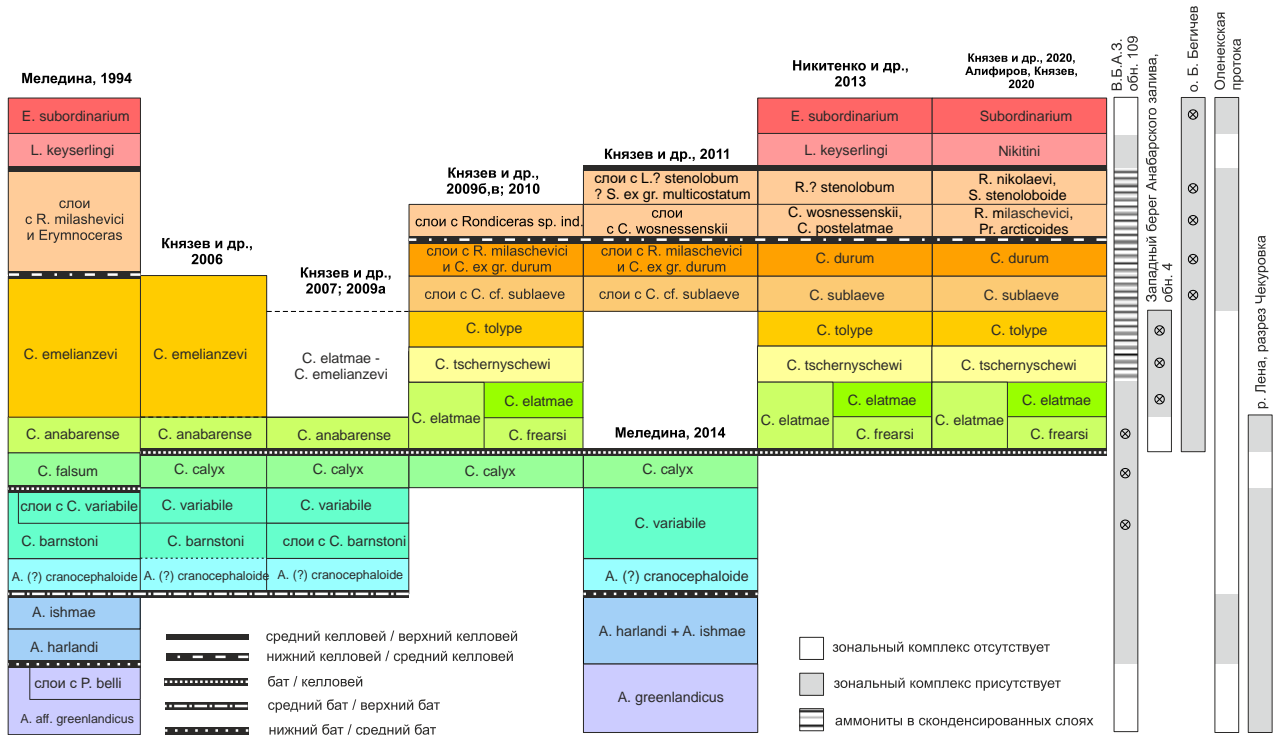 Меледина, 1994
E. subordinarium
L. keyserlingi
слои
с R. milashevici
и Erymnoceras
C. emelianzevi
C. anabarense
C. falsum
слои с C. variabile
C. barnstoni
A. (?) cranocephaloide
A. ishmae
A. harlandi
слои с P. belli
A. aff. greenlandicus
Князев и др.,
2006
C. emelianzevi
C. anabarense
C. calyx
C. variabile
C. barnstoni
A. (?) cranocephaloide
Князев и др.,
2007; 2009а
C. elatmae -
C. emelianzevi
C. anabarense
C. calyx
C. variabile
слои с C. barnstoni
A. (?) cranocephaloide
Князев и др.,
2009б,в; 2010
слои с Rondiceras sp. ind.
слои с R. milaschevici
и C. ex gr. durum
слои с C. cf. sublaeve
C. tolype
C. tschernyschewi
C. elatmae
C. elatmae
C. frearsi
C. calyx
Князев и др., 2011
слои с L.? stenolobum
? S. ex gr. multicostatum
слои
с C. wosnessenskii
слои с R. milaschevici
и C. ex gr. durum
слои с C. cf. sublaeve
Меледина, 2014
C. calyx
C. variabile
A. (?) cranocephaloide
A. harlandi + A. ishmae
A. greenlandicus
Никитенко и др.,
2013
E. subordinarium
L. keyserlingi
R.? stenolobum
C. wosnessenskii,
C. postelatmae
C. durum
C. sublaeve
C. tolype
C. tschernyschewi
C. elatmae
C. elatmae
C. frearsi
Князев и др., 2020,
Алифиров, Князев,
2020
Subordinarium
Nikitini
R. nikolaevi,
S. stenoloboide
R. milaschevici,
Pr. arcticoides
C. durum
C. sublaeve
C. tolype
C. tschernyschewi
C. elatmae
C. elatmae
C. frearsi
В.Б.А.З.
обн. 109
Западный берег Анабарского залива,
обн. 4
о. Б. Бегичев
Оленекская
протока
р. Лена, разрез Чекуровка
средний келловей / верхний келловей
нижний келловей / средний келловей
бат / келловей
средний бат / верхний бат
нижний бат / средний бат
зональный комплекс отсутствует
зональный комплекс присутствует
аммониты в сконденсированных слоях